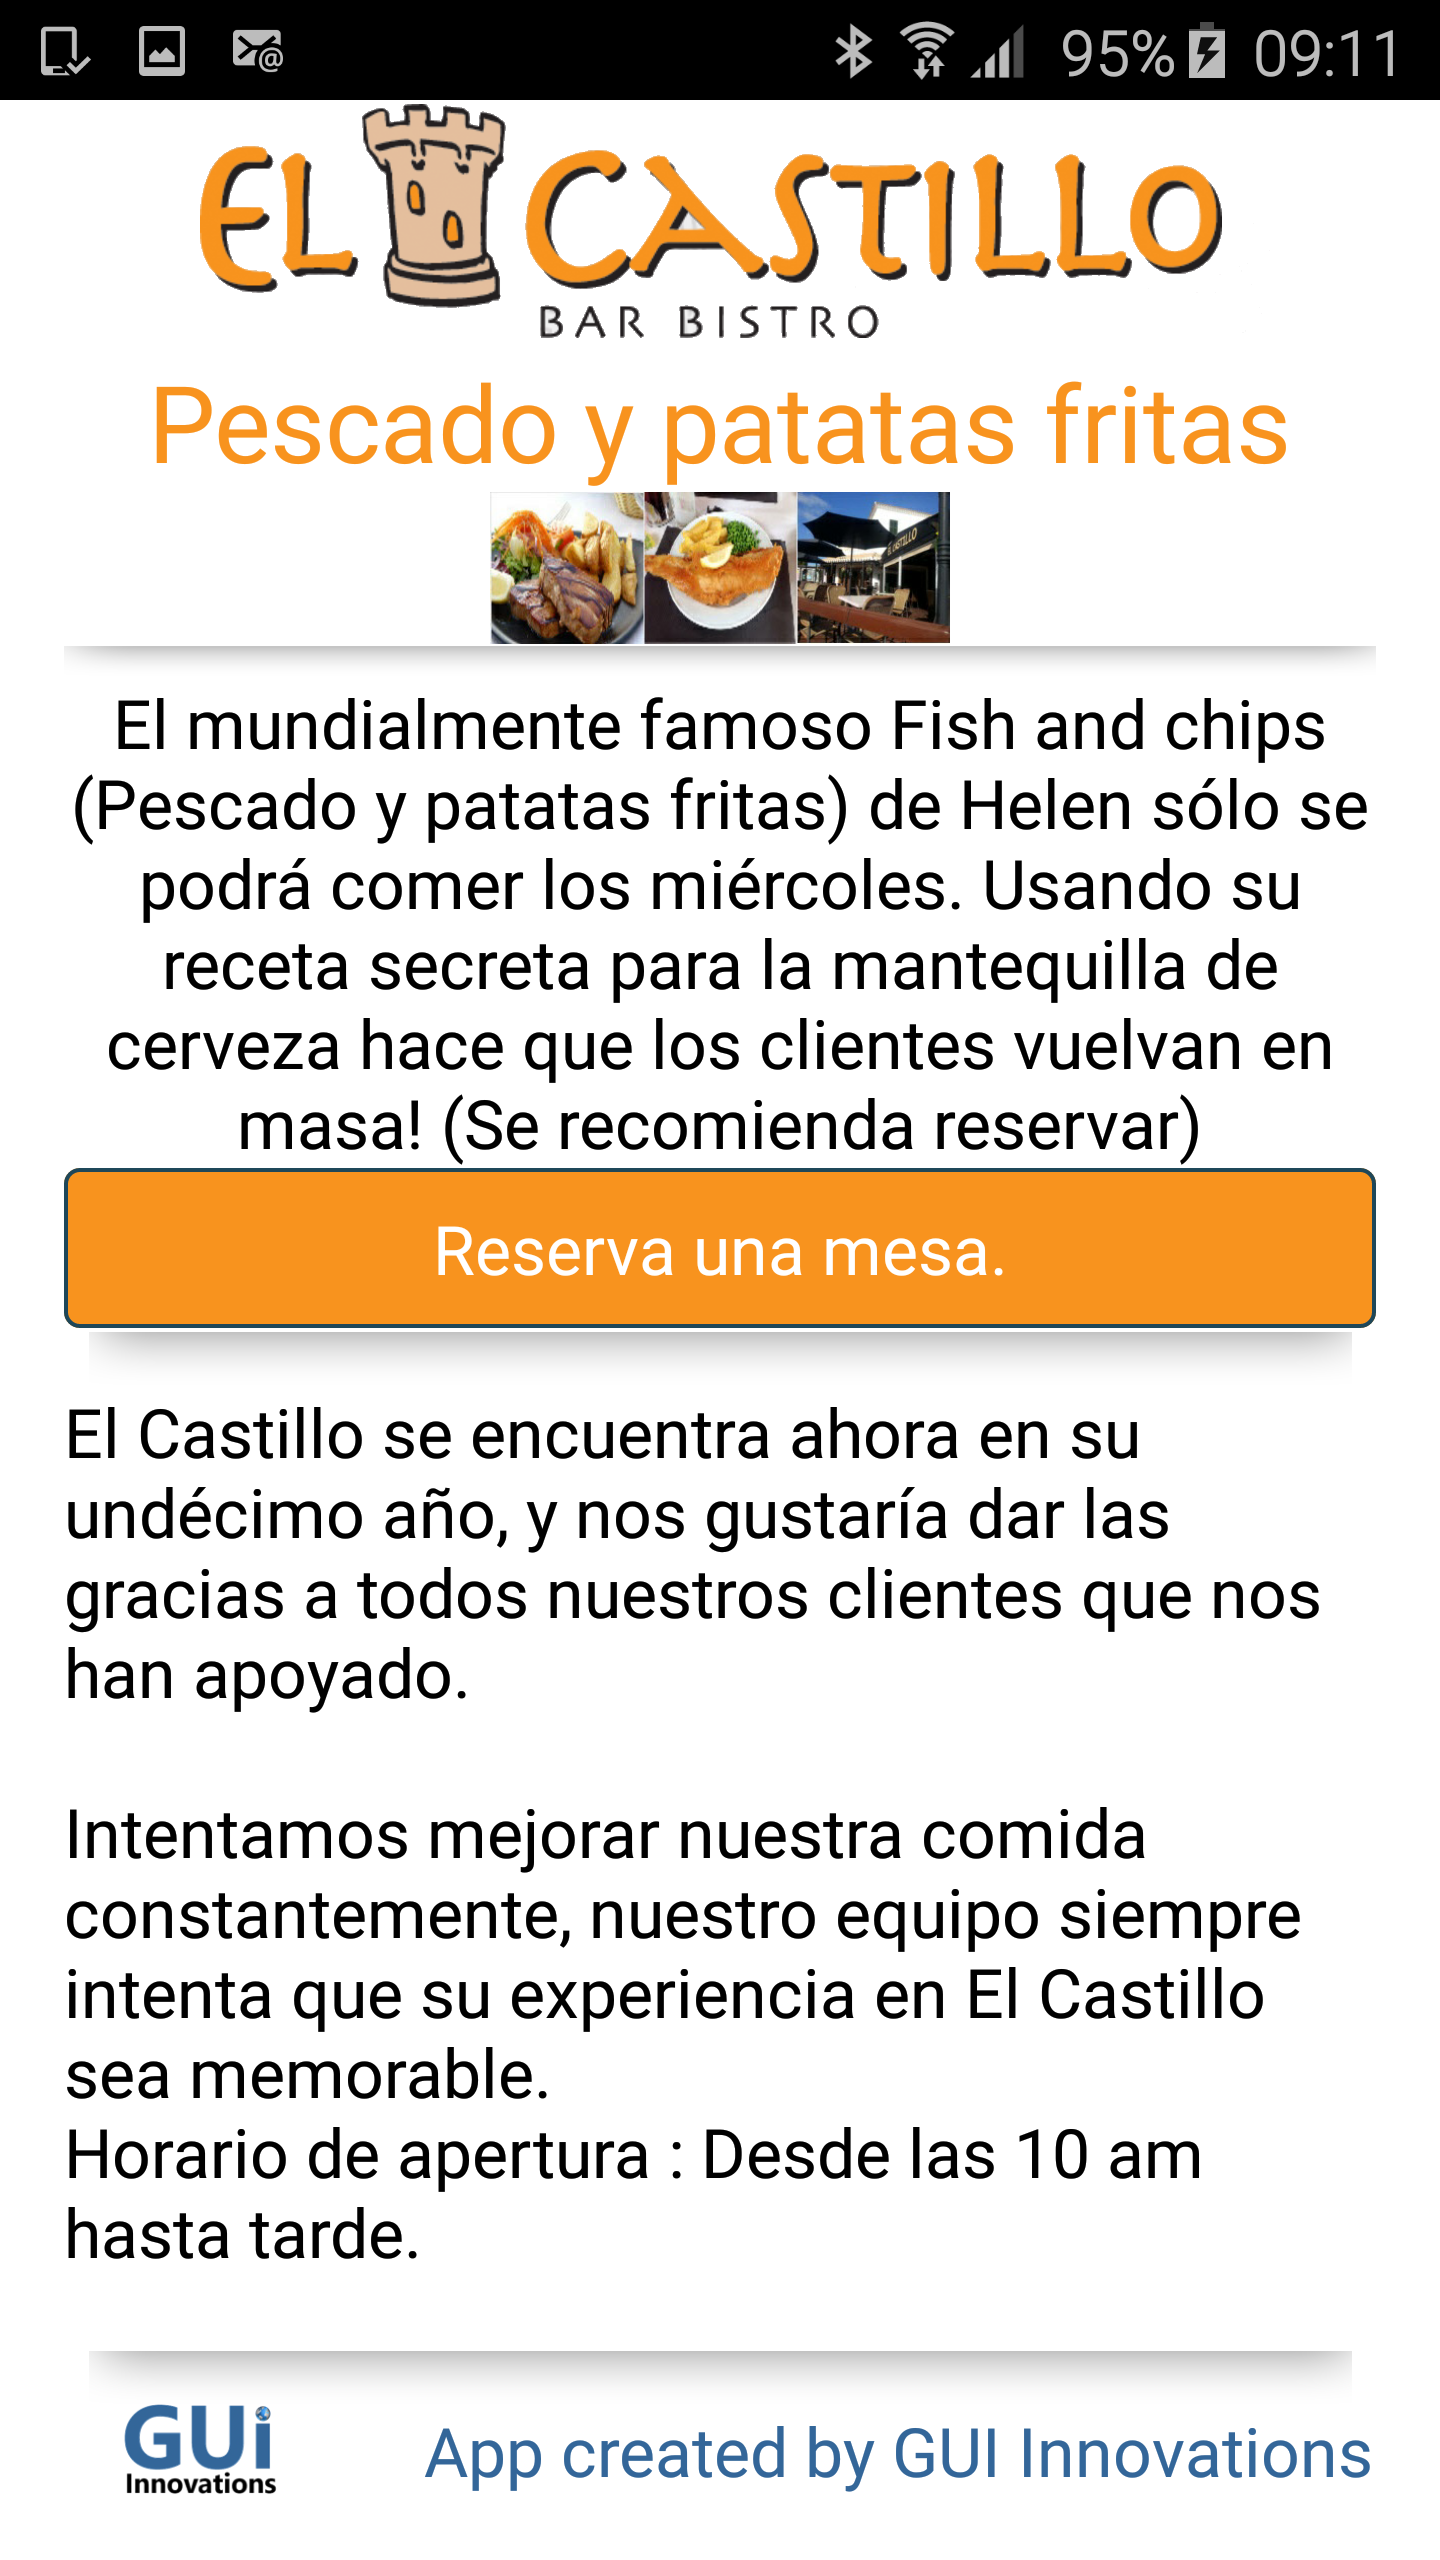 95% 09:11
EL CASTILLO
BAR BISTRO
Pescado y patatas fritas
EL CASTILLO
El mundialmente famoso Fish and chips
(Pescado y patatas fritas) de Helen sólo se
podrá comer los miércoles. Usando su
receta secreta para la mantequilla de
cerveza hace que los clientes vuelvan en
masa! (Se recomienda reservar)
Reserva una mesa.
El Castillo se encuentra ahora en su
undécimo año, y nos gustaría dar las
gracias a todos nuestros clientes que nos
han apoyado.
Intentamos mejorar nuestra comida
constantemente, nuestro equipo siempre
intenta que su experiencia en El Castillo
sea memorable.
Horario de apertura : Desde las 10 am
hasta tarde.
GUi
Innovations
App created by GUI Innovations